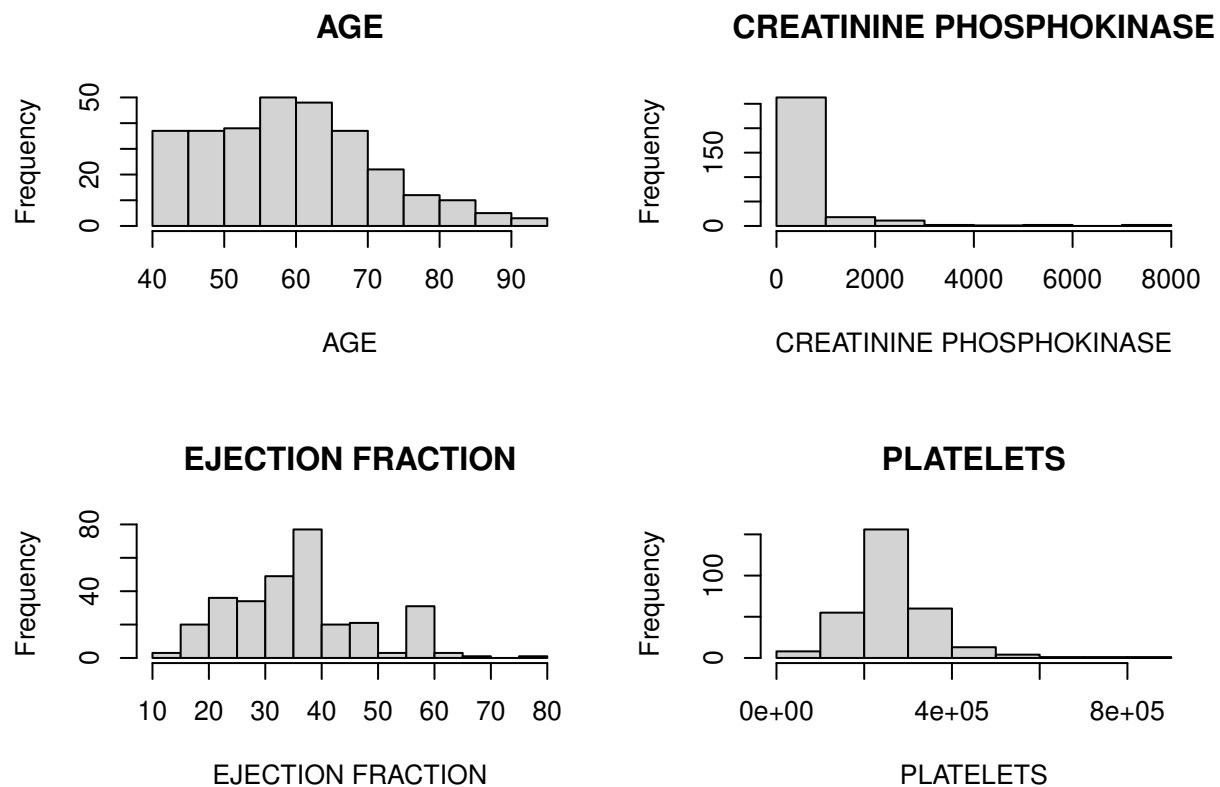 AGE
Frequency
0 20 50
40 50 60 70 80 90
AGE
CREATININE PHOSPHOKINASE
Frequency
0 150
0 2000 4000 6000 8000
CREATININE PHOSPHOKINASE
EJECTION FRACTION
Frequency
0 40 80
10 20 30 40 50 60 70 80
EJECTION FRACTION
PLATELETS
Frequency
0 100
0e+00 4e+05 8e+05
PLATELETS